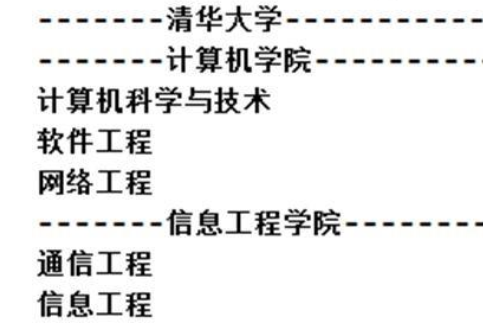 -------清华大学-----------
-------计算机学院---------
计算机科学与技术
软件工程
网络工程
-------信息工程学院-------
通信工程
信息工程